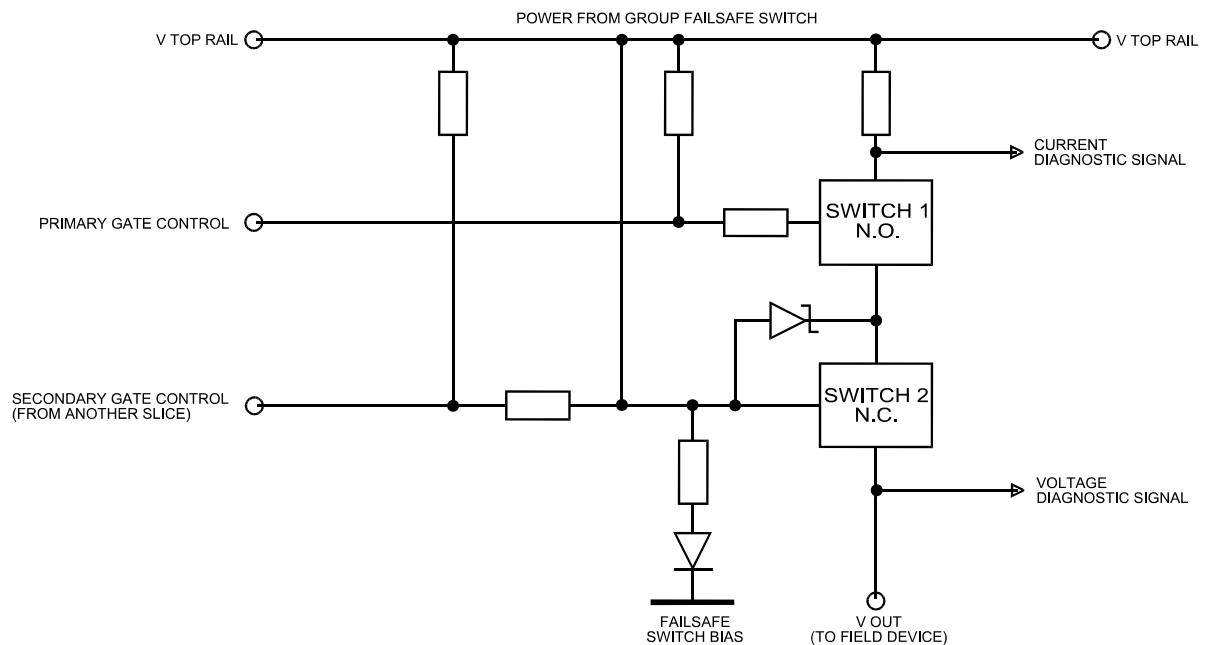 POWER FROM GROUP FAILSAFE SWITCH
V TOP RAIL
V TOP RAIL
CURRENT
DIAGNOSTIC SIGNAL
PRIMARY GATE CONTROL
SWITCH 1
N.O.
SECONDARY GATE CONTROL
(FROM ANOTHER SLICE)
SWITCH 2
N.C.
VOLTAGE
DIAGNOSTIC SIGNAL
FAILSAFE
SWITCH BIAS
V OUT
(TO FIELD DEVICE)